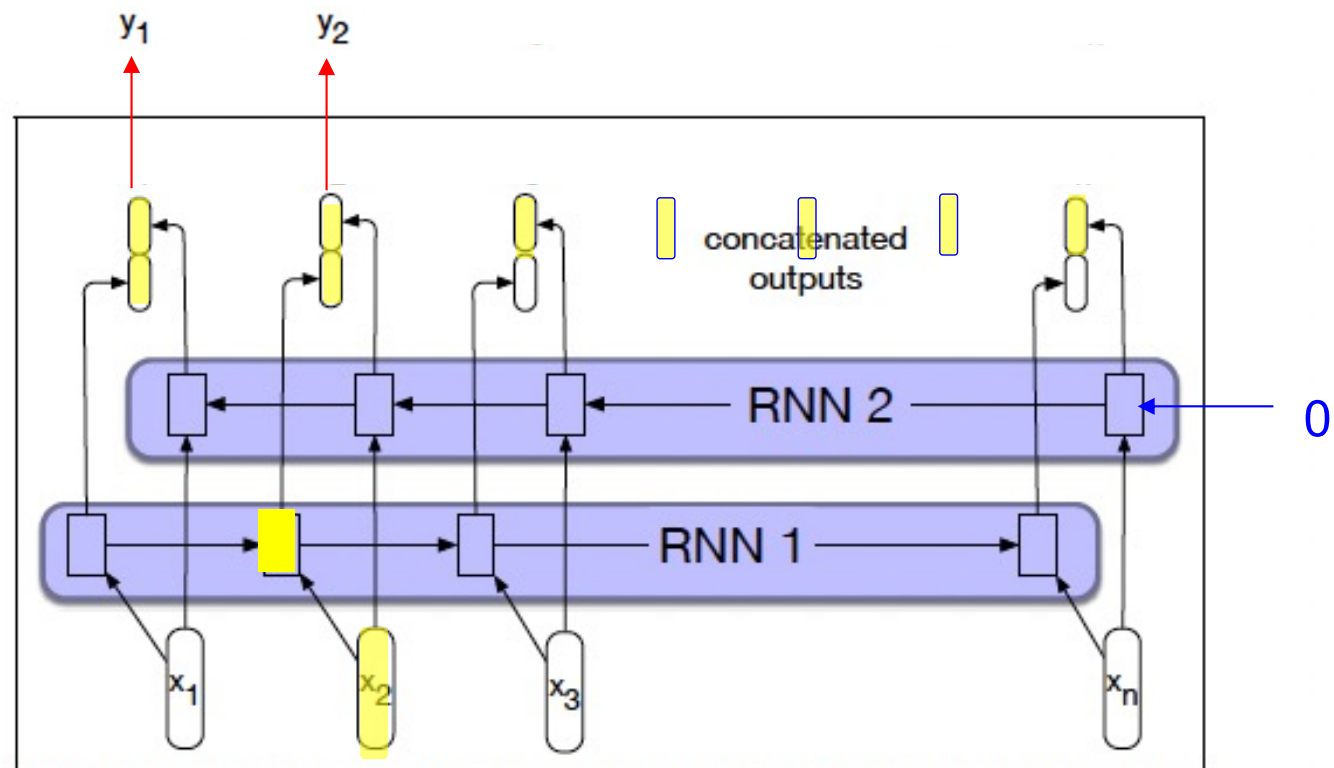 y1 y2
concatenated
outputs
RNN 2
0
RNN 1
x1 x2 x3 xn